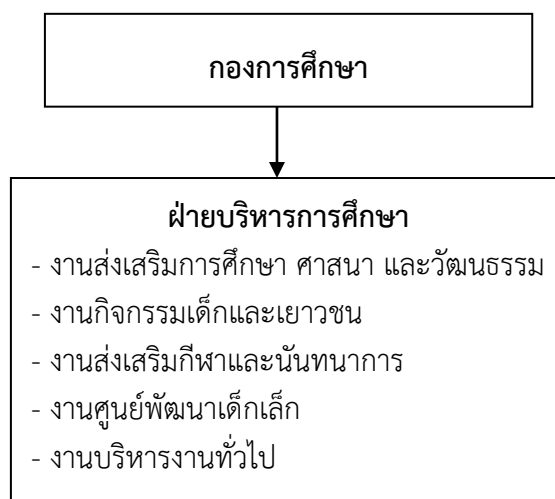 กองการศึกษา
ฝ่ายบริหารการศึกษา
- งานส่งเสริมการศึกษา ศาสนา และวัฒนธรรม
- งานกิจกรรมเด็กและเยาวชน
- งานส่งเสริมกีฬาและนันทนาการ
- งานศูนย์พัฒนาเด็กเล็ก
- งานบริหารงานทั่วไป